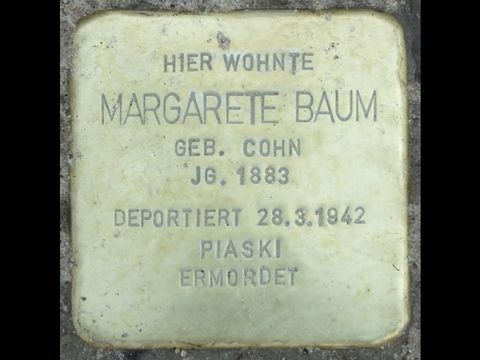 HIER WOHNTE
MARGARETE BAUM
GEB. COHN
JG. 1883
DEPORTIERT 28.3.1942
PIASKI
ERMORDET